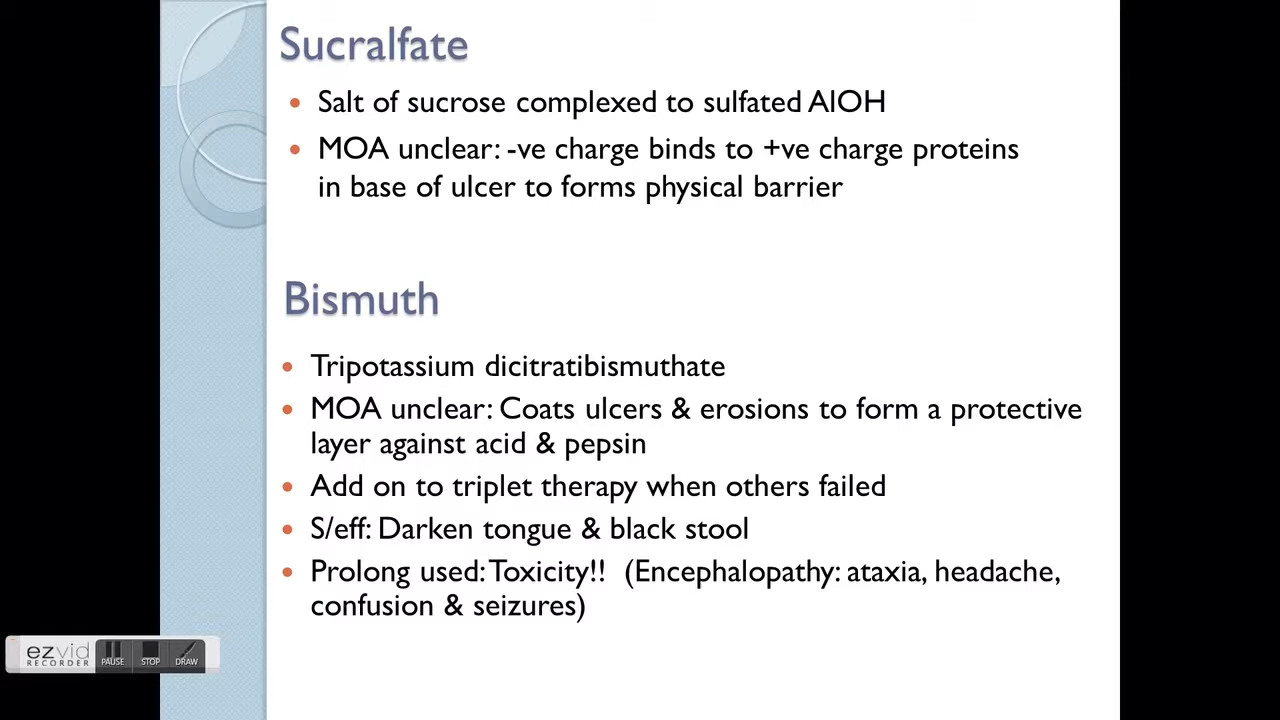 Sucralfate
• Salt of sucrose complexed to sulfated AlOH
• MOA unclear: -ve charge binds to +ve charge proteins
in base of ulcer to forms physical barrier
Bismuth
• Tripotassium dicitratibismuthate
• MOA unclear: Coats ulcers & erosions to form a protective
layer against acid & pepsin
• Add on to triplet therapy when others failed
• S/eff: Darken tongue & black stool
• Prolong used: Toxicity!! (Encephalopathy: ataxia, headache,
confusion & seizures)
ezvid
RECORDER
PAUSE STOP DRAW